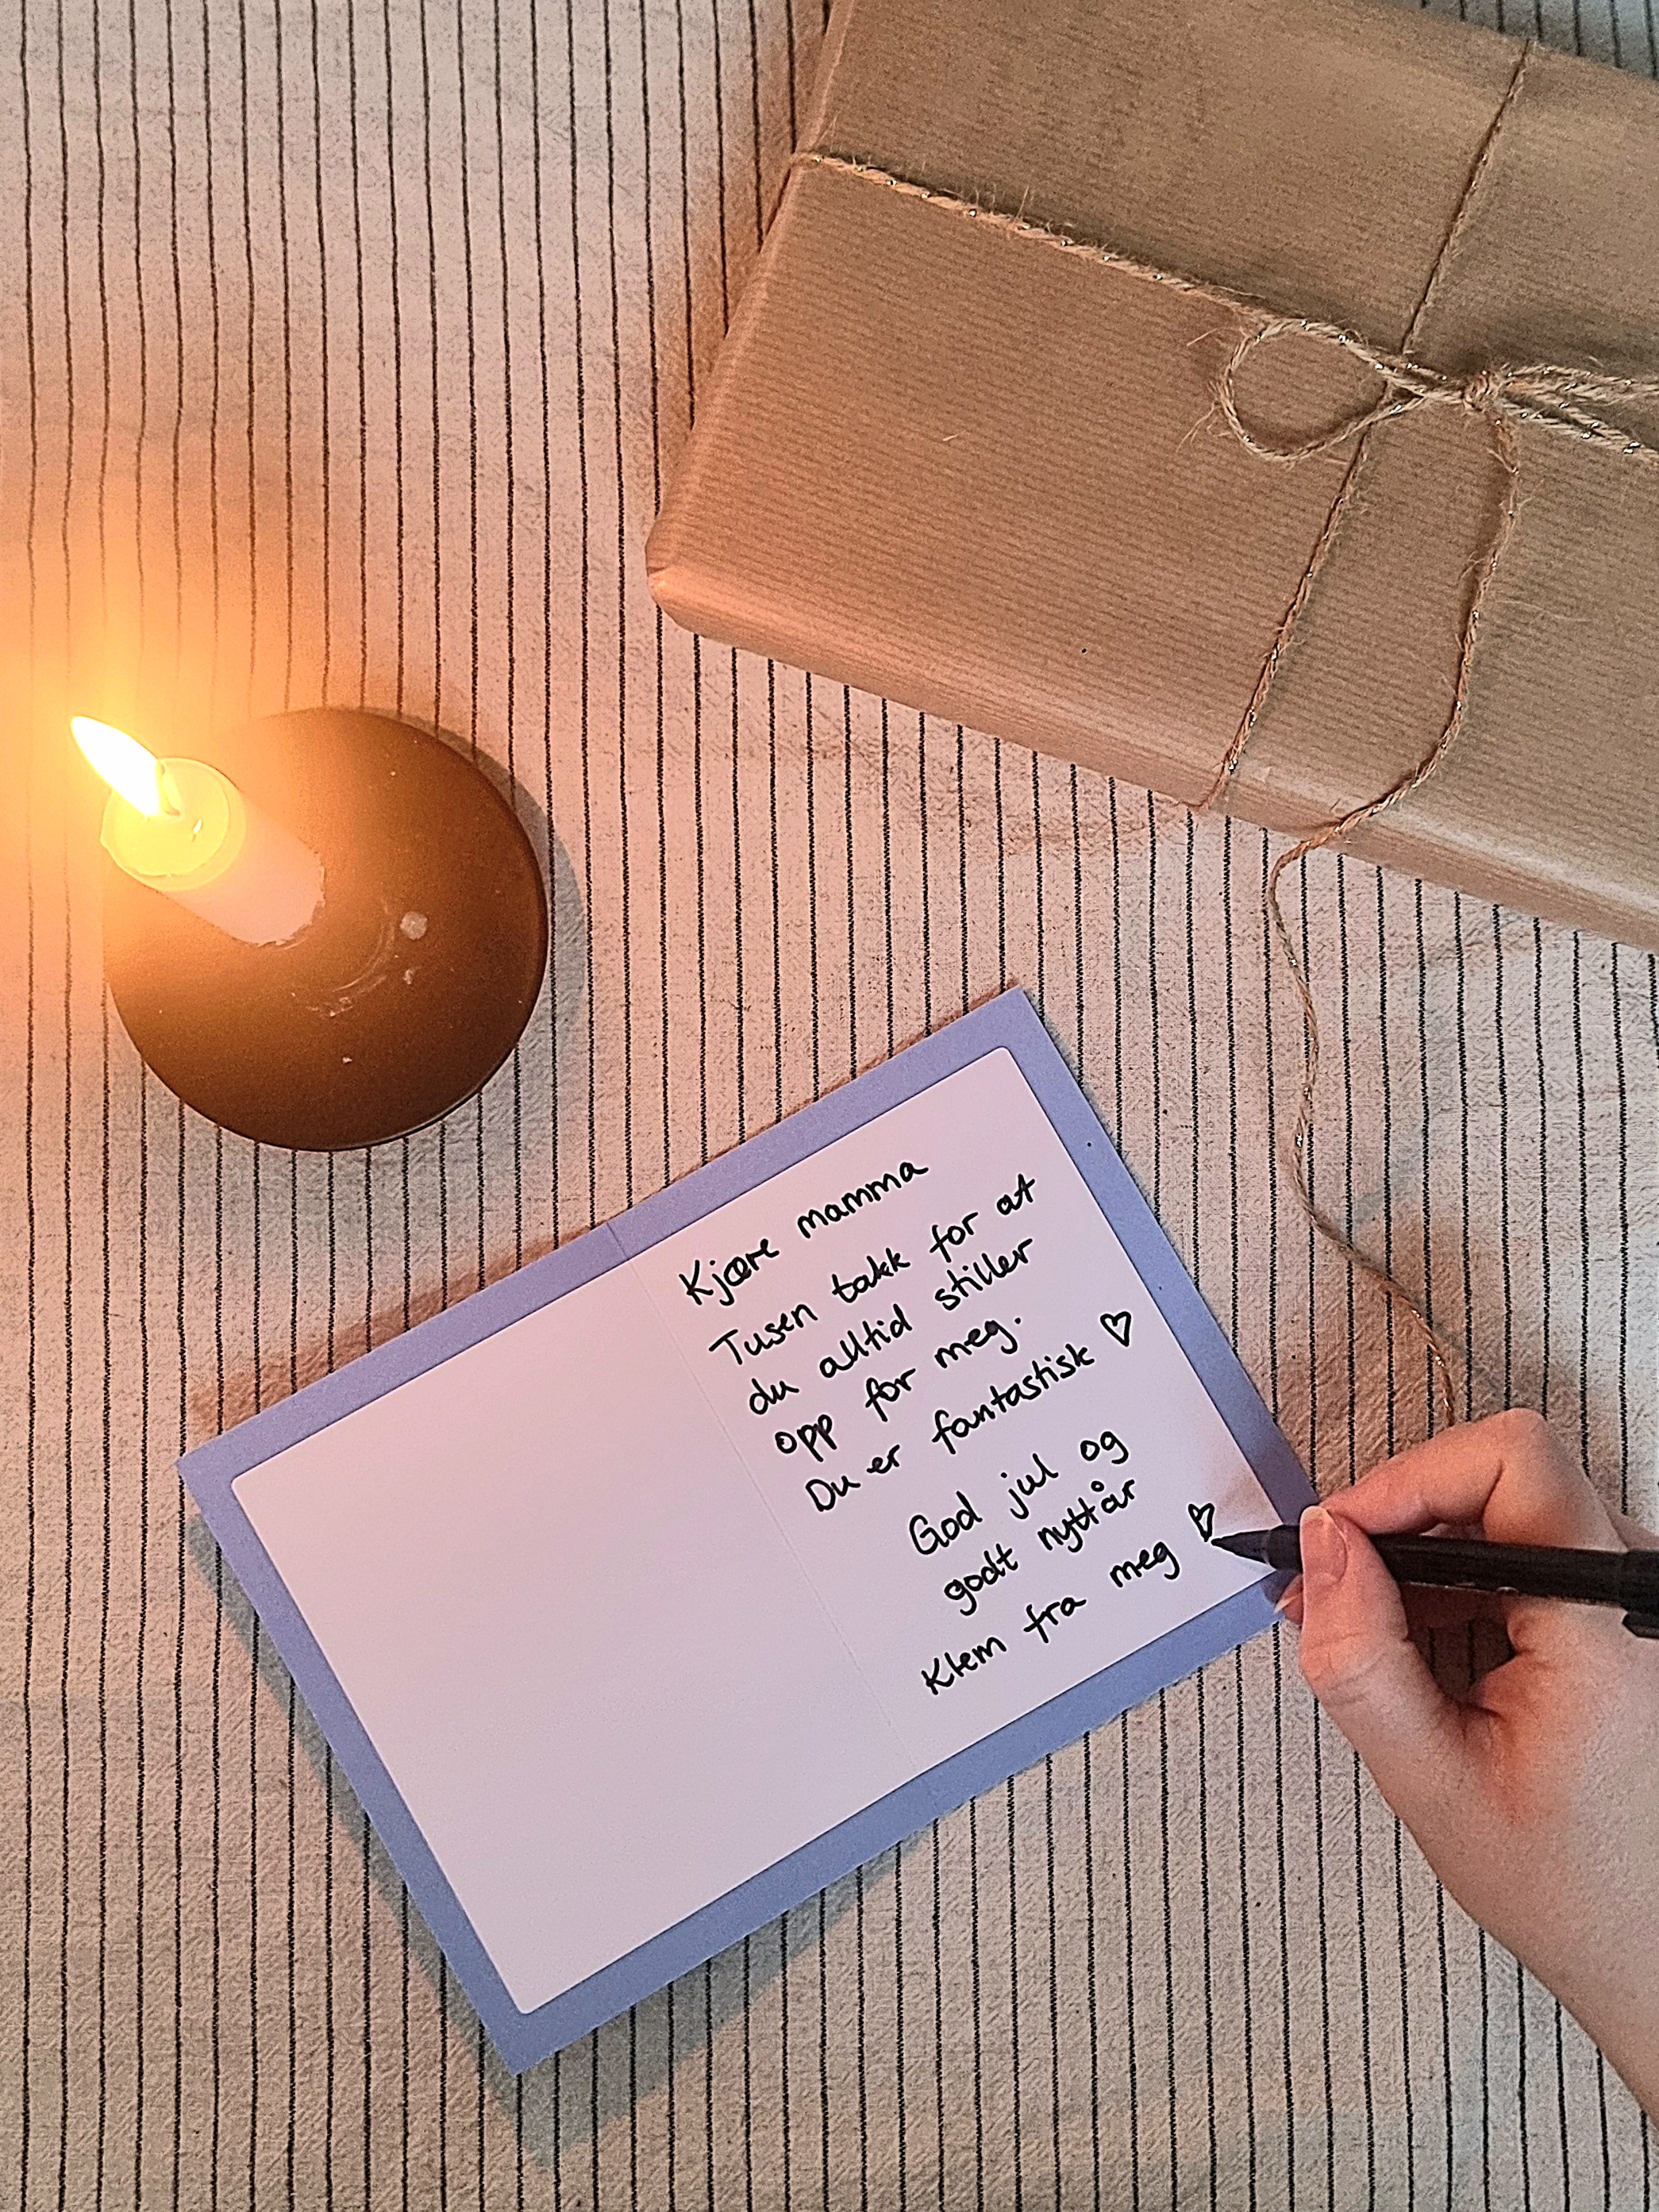 Kjære mamma
Tusen takk for at
du alltid stiller
opp for meg.
Du er fantastisk ♡
God jul og
godt nyttår
Klem fra meg ♡